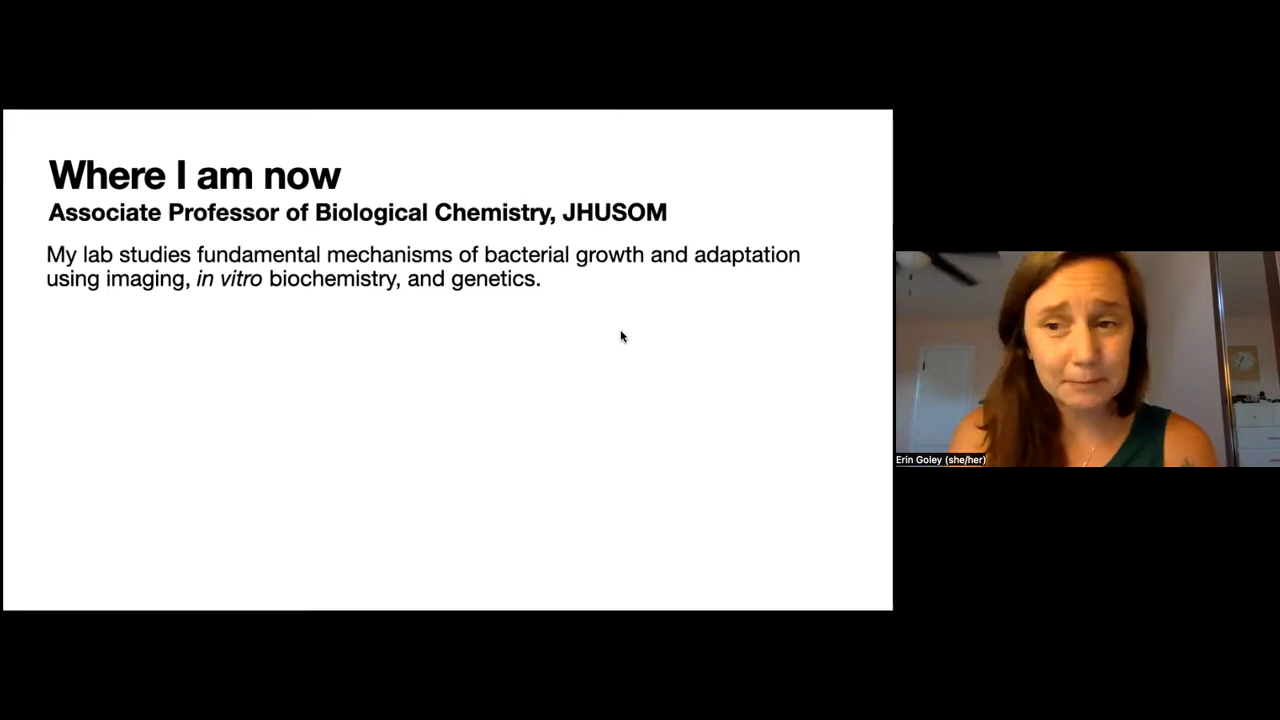 Where I am now
Associate Professor of Biological Chemistry, JHUSOM
My lab studies fundamental mechanisms of bacterial growth and adaptation
using imaging, in vitro biochemistry, and genetics.
Erin Goley (she/her)